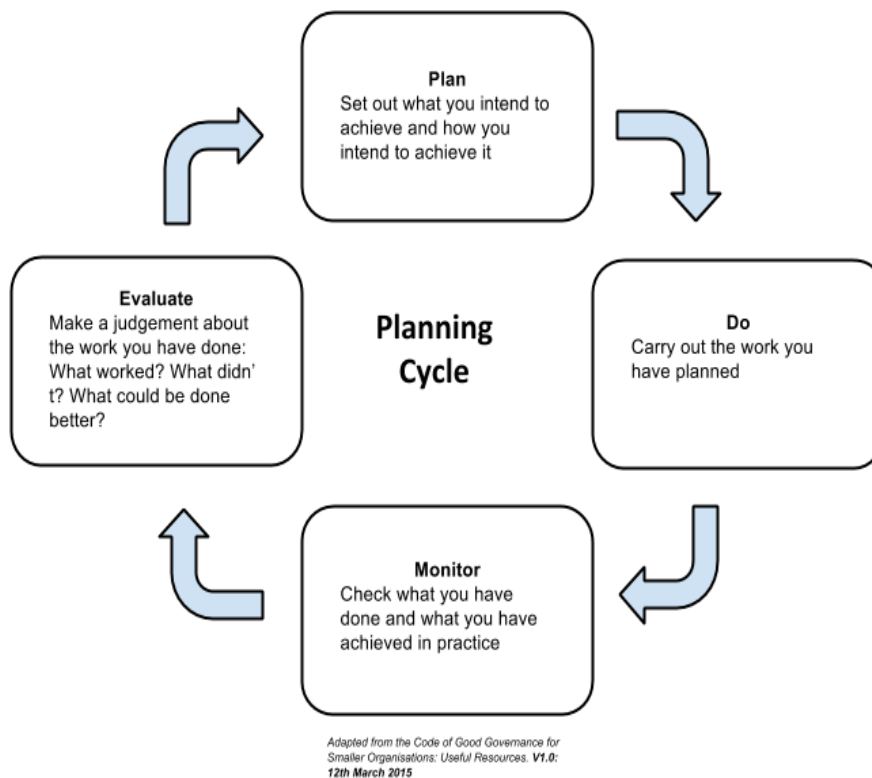 Plan
Set out what you intend to
achieve and how you
intend to achieve it
Evaluate
Make a judgement about
the work you have done:
What worked? What didn'
t? What could be done
better?
Planning
Cycle
Do
Carry out the work you
have planned
Monitor
Check what you have
done and what you have
achieved in practice
Adapted from the Code of Good Governance for
Smaller Organisations: Useful Resources. V1.0:
12th March 2015